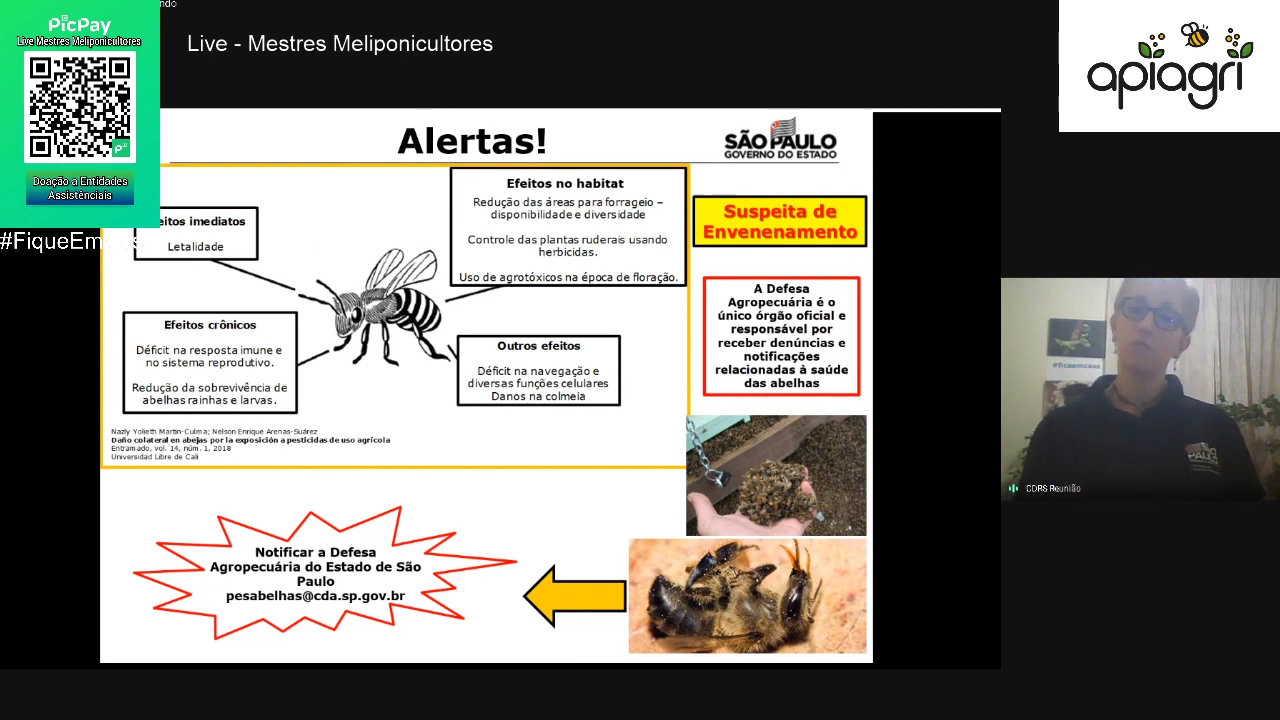 ndo
PicPay
Live Mestres Meliponicultores
Doação a Entidades
Assistênciais
#FiqueEm
Live - Mestres Meliponicultores
apiagri
Alertas!
SÃO PAULO
GOVERNO DO ESTADO
eitos imediatos
Letalidade
Efeitos no habitat
Redução das áreas para forrageio –
disponibilidade e diversidade
Controle das plantas ruderais usando
herbicidas.
Uso de agrotóxicos na época de floração.
Suspeita de
Envenenamento
A Defesa
Agropecuária é o
único órgão oficial e
responsável por
receber denúncias e
notificações
relacionadas à saúde
das abelhas
Efeitos crônicos
Déficit na resposta imune e
no sistema reprodutivo.
Redução da sobrevivência de
abelhas rainhas e larvas.
Outros efeitos
Déficit na navegação e
diversas funções celulares
Danos na colmeia
Nazly Yolieth Martin-Culma; Nelson Enrique Arenas-Suárez
Daño colateral en abejas por la exposición a pesticidas de uso agrícola
Entramado, vol. 14, núm. 1, 2018
Universidad Libre de Cali
Notificar a Defesa
Agropecuária do Estado de São
Paulo
pesabelhas@cda.sp.gov.br
#ficaemcasa
SÃO
PAULO
CDRS Reunião